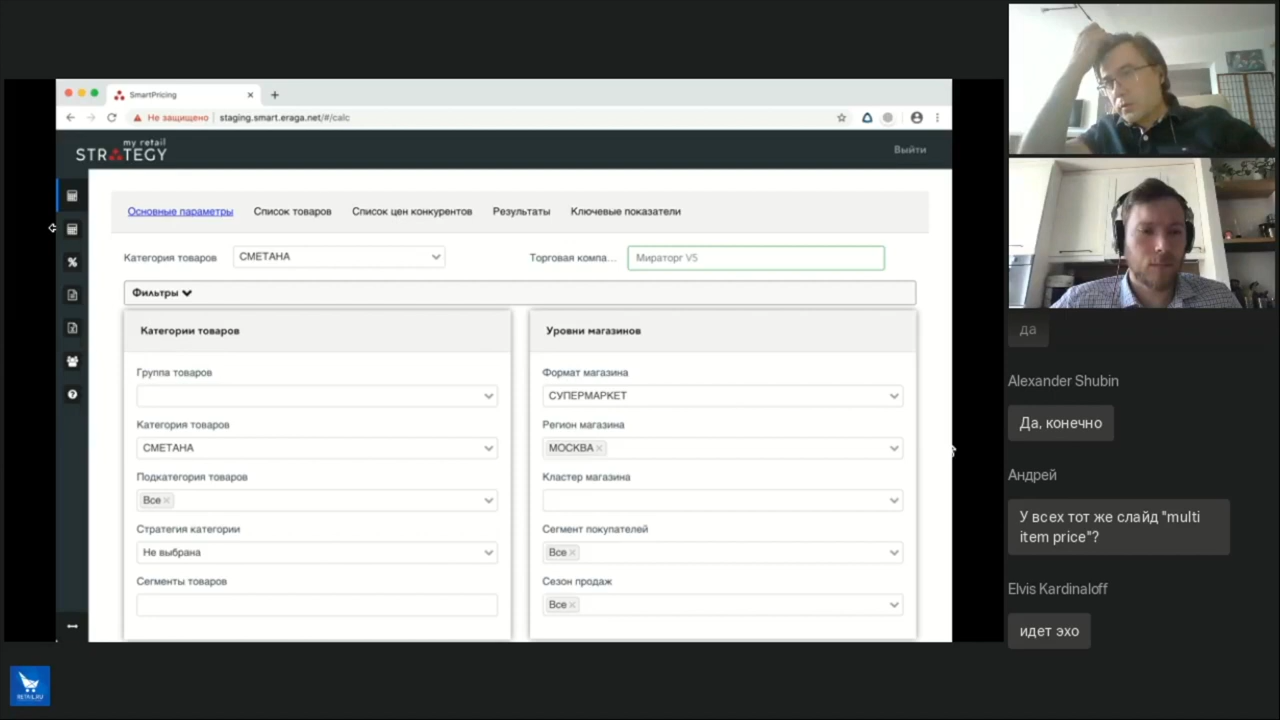 SmartPricing
Не защищено
staging.smart.eraga.net/#/calc
my retail
STRATEGY
Выйти
Основные параметры
Список товаров
Список цен конкурентов
Результаты
Ключевые показатели
Категория товаров
СМЕТАНА
Торговая компа...
Мираторг V5
Фильтры
Категории товаров
Группа товаров
Категория товаров
СМЕТАНА
Подкатегория товаров
Все
Стратегия категории
Не выбрана
Сегменты товаров
Уровни магазинов
Формат магазина
СУПЕРМАРКЕТ
Регион магазина
МОСКВА
Кластер магазина
Сегмент покупателей
Все
Сезон продаж
Все
да
Alexander Shubin
Да, конечно
Андрей
У всех тот же слайд "multi
item price"?
Elvis Kardinaloff
идет эхо
RETAIL.RU